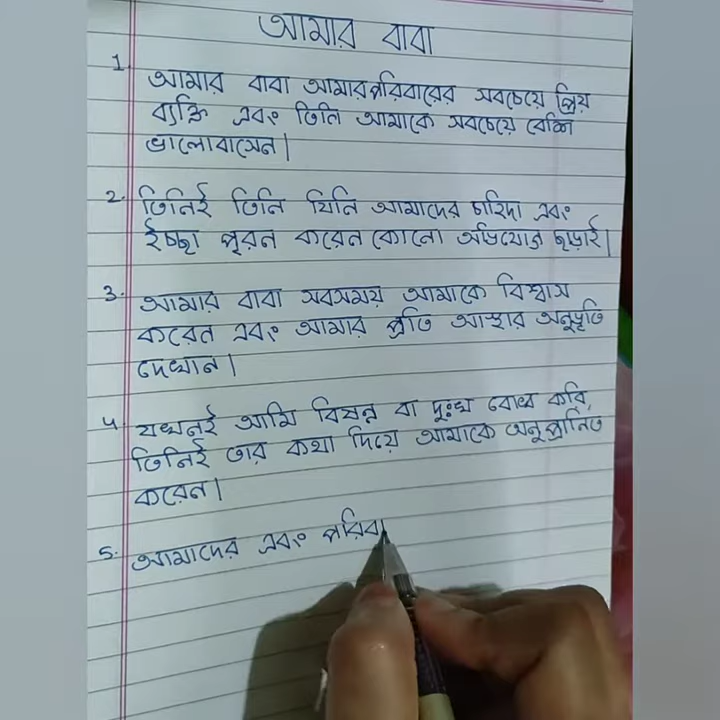 আমার বাবা
1. আমার বাবা আমার পরিবারের সবচেয়ে প্রিয়
ব্যক্তি এবং তিনি আমাকে সবচেয়ে বেশি
ভালোবাসেন।
2. তিনিই তিনি যিনি আমাদের চাহিদা এবং
ইচ্ছা পূরন করেন কোনো অভিযোগ ছাড়াই।
3. আমার বাবা সবসময় আমাকে বিশ্বাস
করেন এবং আমার প্রতি আস্থার অনুভূতি
দেখান।
4 যখনই আমি বিষন্ন বা দুঃখ বোধ করি,
তিনিই তার কথা দিয়ে আমাকে অনুপ্রানিত
করেন।
5. আমাদের এবং পরিবা